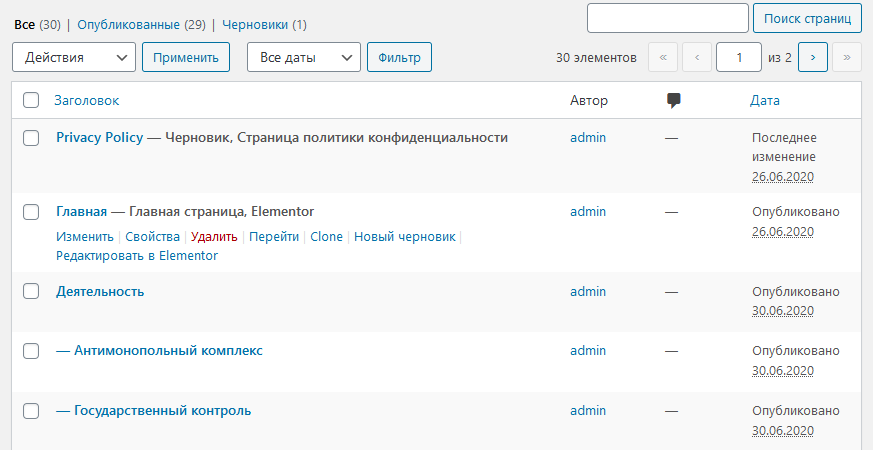 Все (30) | Опубликованные (29) | Черновики (1)
Поиск страниц
Действия Применить Все даты Фильтр 30 элементов « ‹ 1 из 2 › »
Заголовок Автор Дата
Privacy Policy — Черновик, Страница политики конфиденциальности admin — Последнее
изменение
26.06.2020
Главная — Главная страница, Elementor admin — Опубликовано
26.06.2020
Изменить | Свойства | Удалить | Перейти | Clone | Новый черновик |
Редактировать в Elementor
Деятельность admin — Опубликовано
30.06.2020
— Антимонопольный комплекс admin — Опубликовано
30.06.2020
— Государственный контроль admin — Опубликовано
30.06.2020